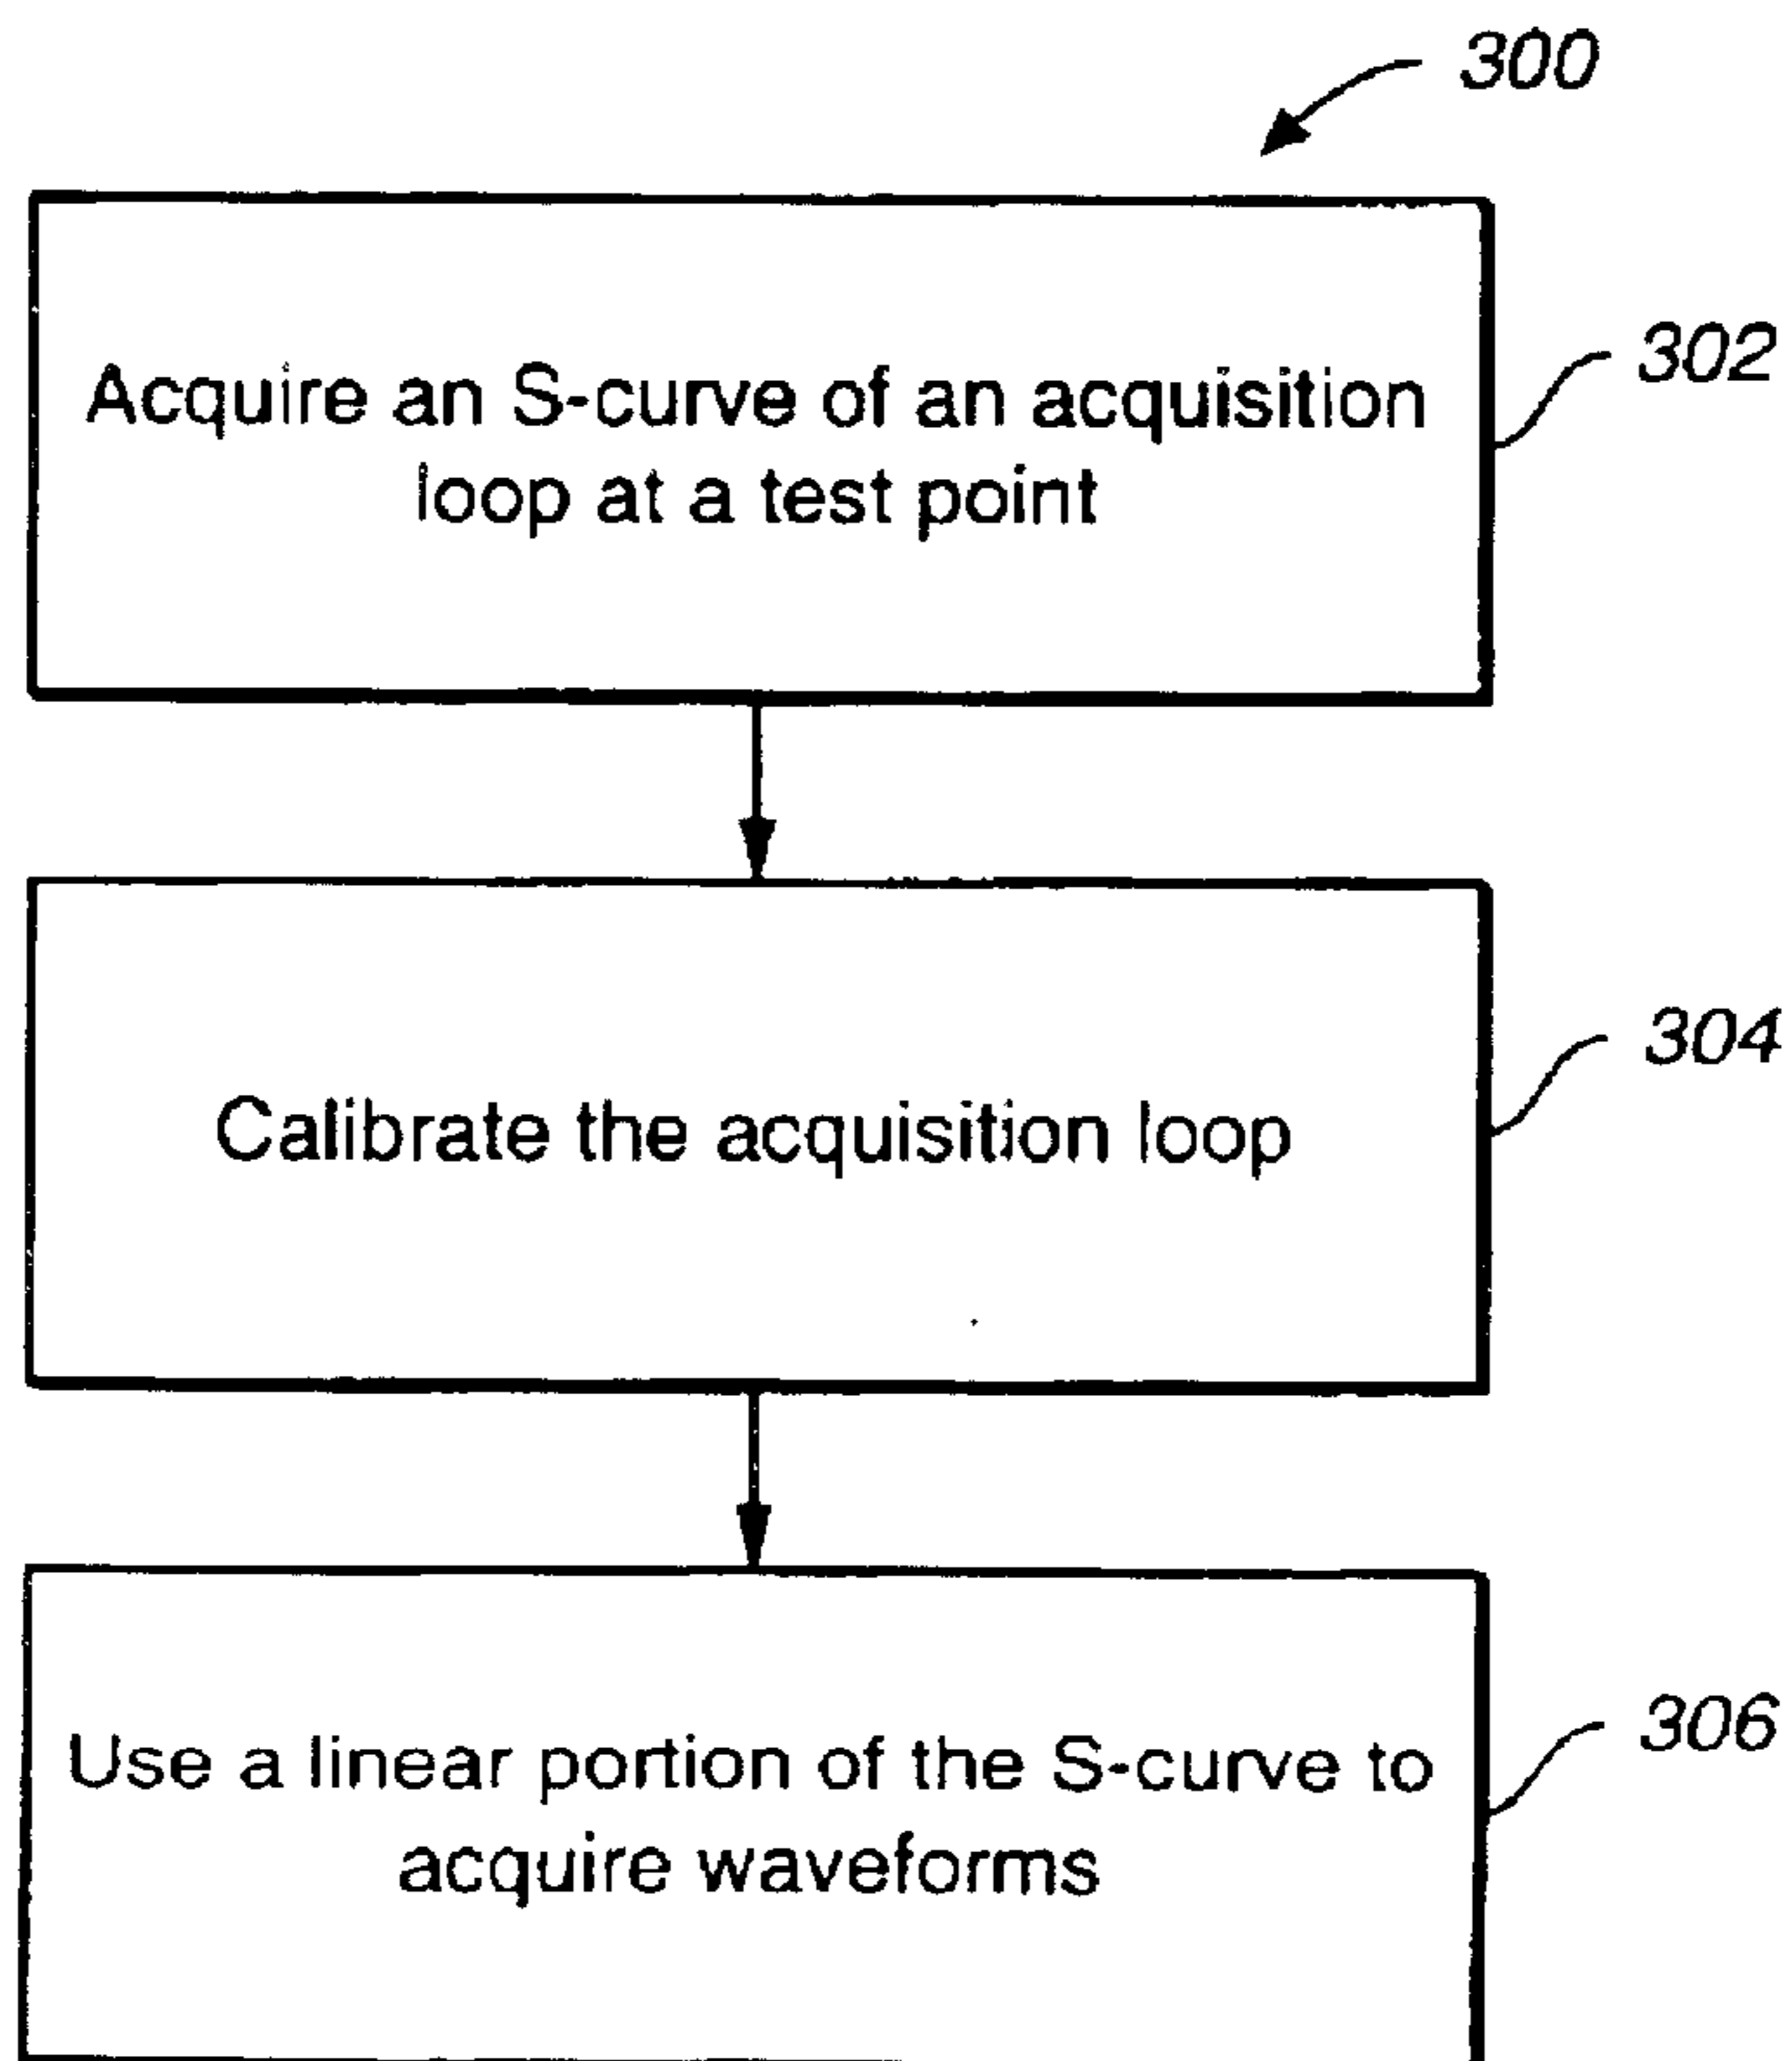 300
Acquire an S-curve of an acquisition
loop at a test point
302
Calibrate the acquisition loop
304
Use a linear portion of the S-curve to
acquire waveforms
306